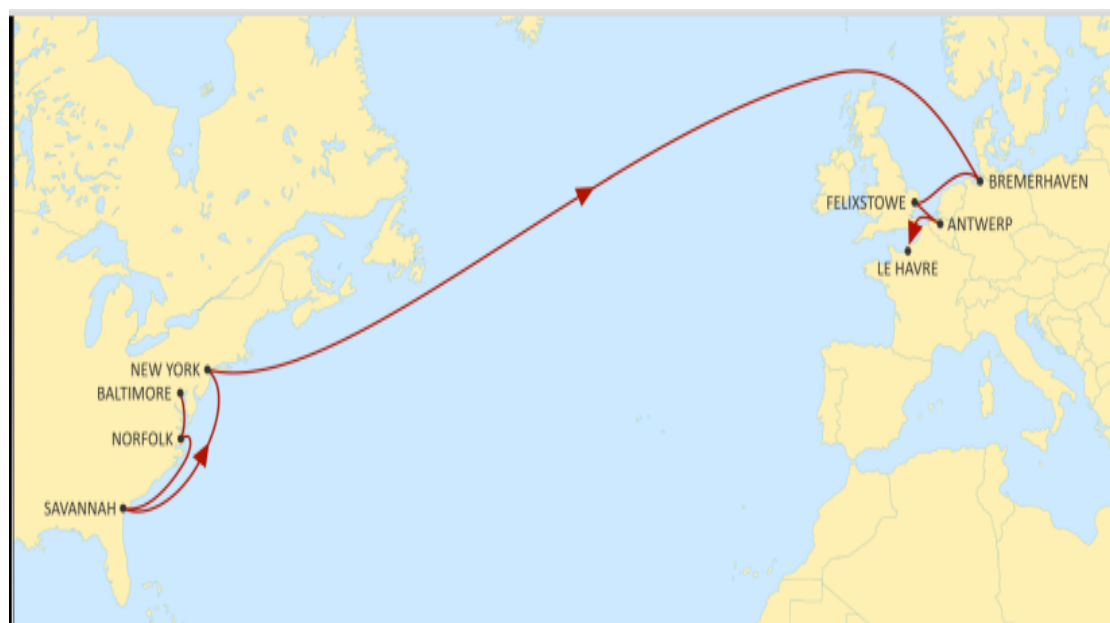 BREMERHAVEN
FELIXSTOWE
ANTWERP
LE HAVRE
NEW YORK
BALTIMORE
NORFOLK
SAVANNAH